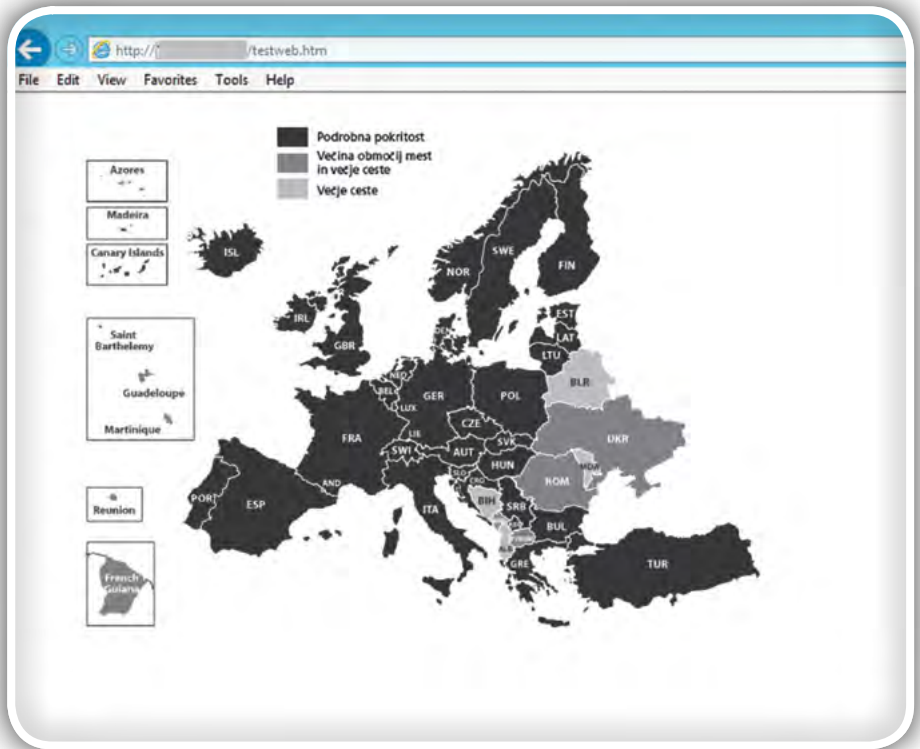 http:// /testweb.htm
File Edit View Favorites Tools Help
Podrobna pokritost
Večina območij mest
in večje ceste
Večje ceste
Azores
Madeira
Canary Islands
Saint
Barthelemy
Guadeloupe
Martinique
Reunion
French
Guiana
ISL
NOR
SWE
FIN
IRL
GBR
DEN
EST
LAT
LTU
BLR
NED
BEL
LUX
GER
POL
CZE
UKR
FRA
LIE
SWI
AUT
SVK
HUN
MDA
ROM
SLO
CRO
BIH
SRB
BUL
AND
POR
ESP
ITA
GRE
TUR